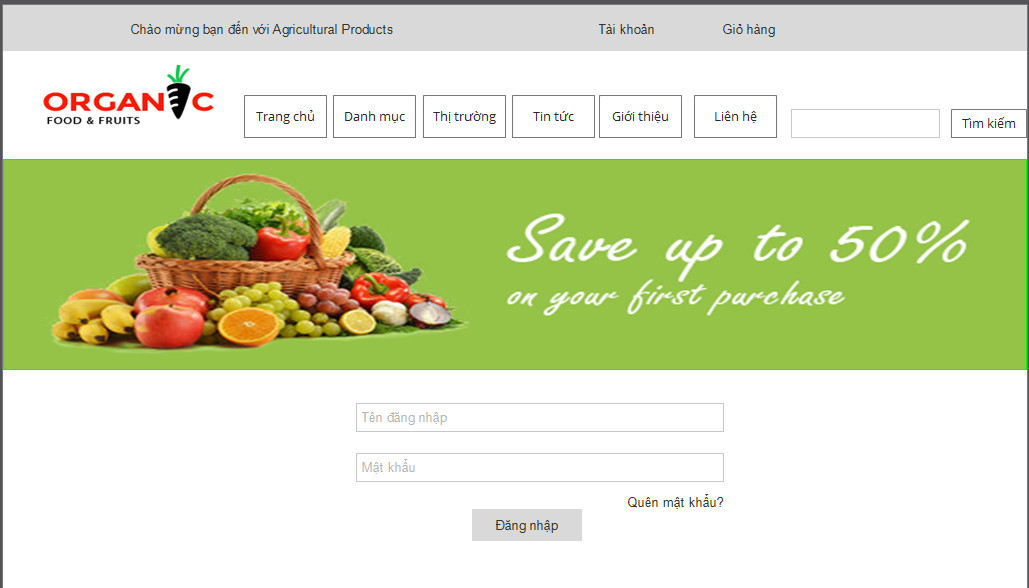 Chào mừng bạn đến với Agricultural Products Tài khoản Giỏ hàng
ORGANIC
FOOD & FRUITS
Trang chủ Danh mục Thị trường Tin tức Giới thiệu Liên hệ Tìm kiếm
Save up to 50%
on your first purchase
Tên đăng nhập
Mật khẩu
Quên mật khẩu?
Đăng nhập